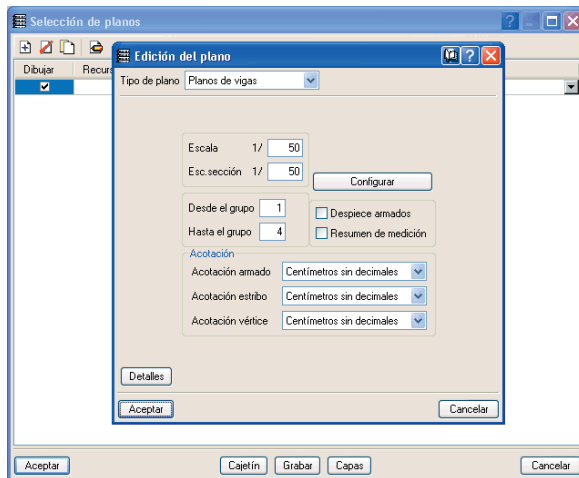 Selección de planos
Dibujar Recurs
Edición del plano
Tipo de plano Planos de vigas
Escala 1/ 50
Esc.sección 1/ 50
Configurar
Desde el grupo 1
Hasta el grupo 4
Despiece armados
Resumen de medición
Acotación
Acotación armado Centímetros sin decimales
Acotación estribo Centímetros sin decimales
Acotación vértice Centímetros sin decimales
Detalles
Aceptar Cancelar
Aceptar Cajetín Grabar Capas Cancelar